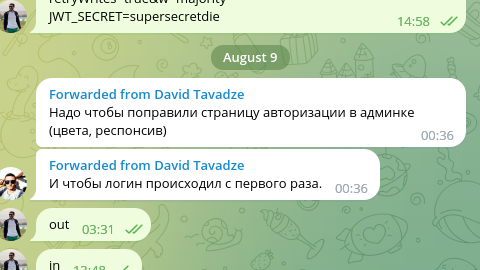 retryWrites=true&w=majority
JWT_SECRET=supersecretdie
14:58
August 9
Forwarded from David Tavadze
Надо чтобы поправили страницу авторизации в админке
(цвета, респонсив)
00:36
Forwarded from David Tavadze
И чтобы логин происходил с первого раза. 00:36
out 03:31
in 13:48